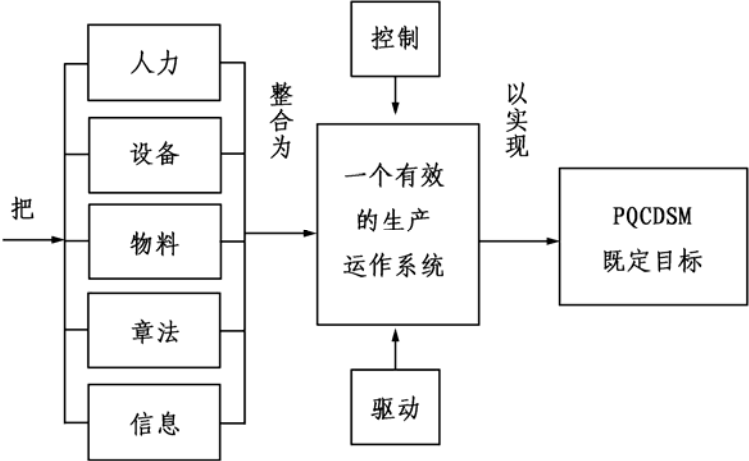 把
人力
设备
物料
章法
信息
整合为
控制
一个有效
的生产
运作系统
驱动
以实现
PQCDSM
既定目标